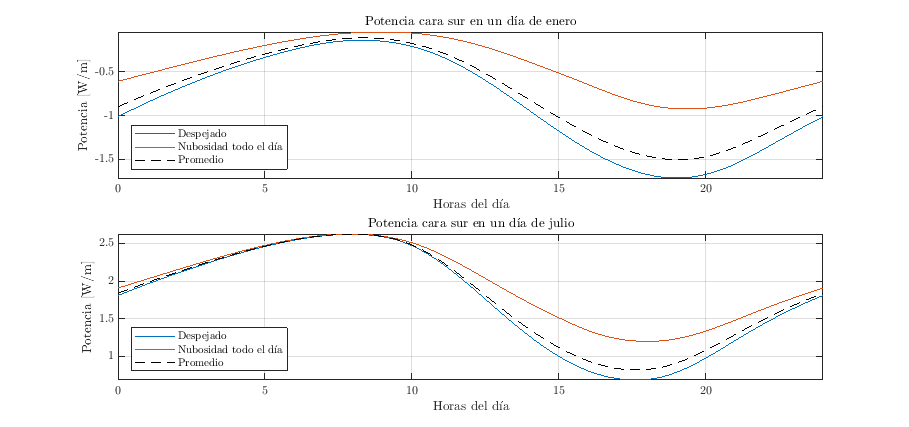 Potencia cara sur en un día de enero
Potencia [W/m]
-0.5
-1
-1.5
Despejado
Nubosidad todo el día
Promedio
0 5 10 15 20
Horas del día
Potencia cara sur en un día de julio
Potencia [W/m]
2.5
2
1.5
1
Despejado
Nubosidad todo el día
Promedio
0 5 10 15 20
Horas del día